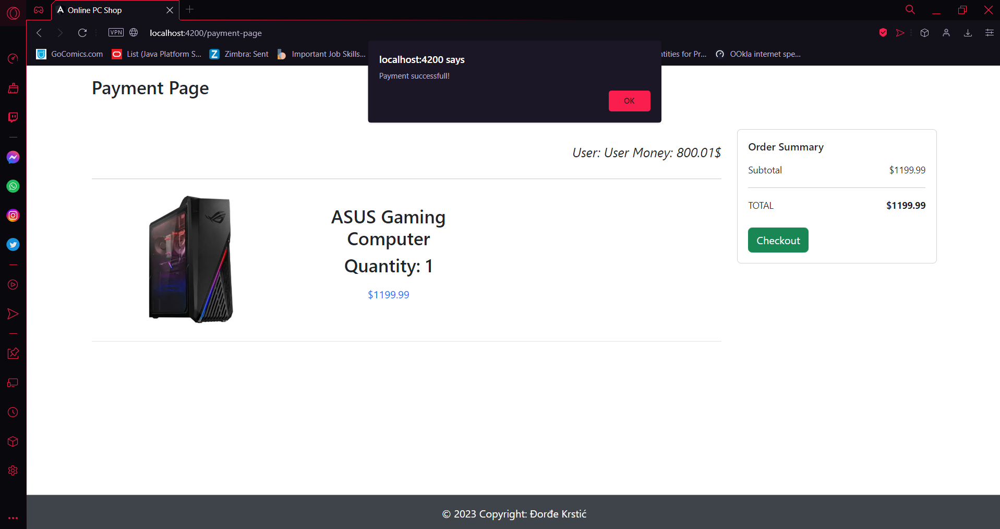 Online PC Shop
VPN
localhost:4200/payment-page
GoComics.com
List (Java Platform S...
Zimbra: Sent
Important Job Skills...
ntities for Pr...
OOkla internet spe...
localhost:4200 says
Payment successfull!
OK
Payment Page
User: User Money: 800.01$
Order Summary
Subtotal $1199.99
TOTAL $1199.99
Checkout
ASUS Gaming
Computer
Quantity: 1
$1199.99
© 2023 Copyright: Đorđe Krstić